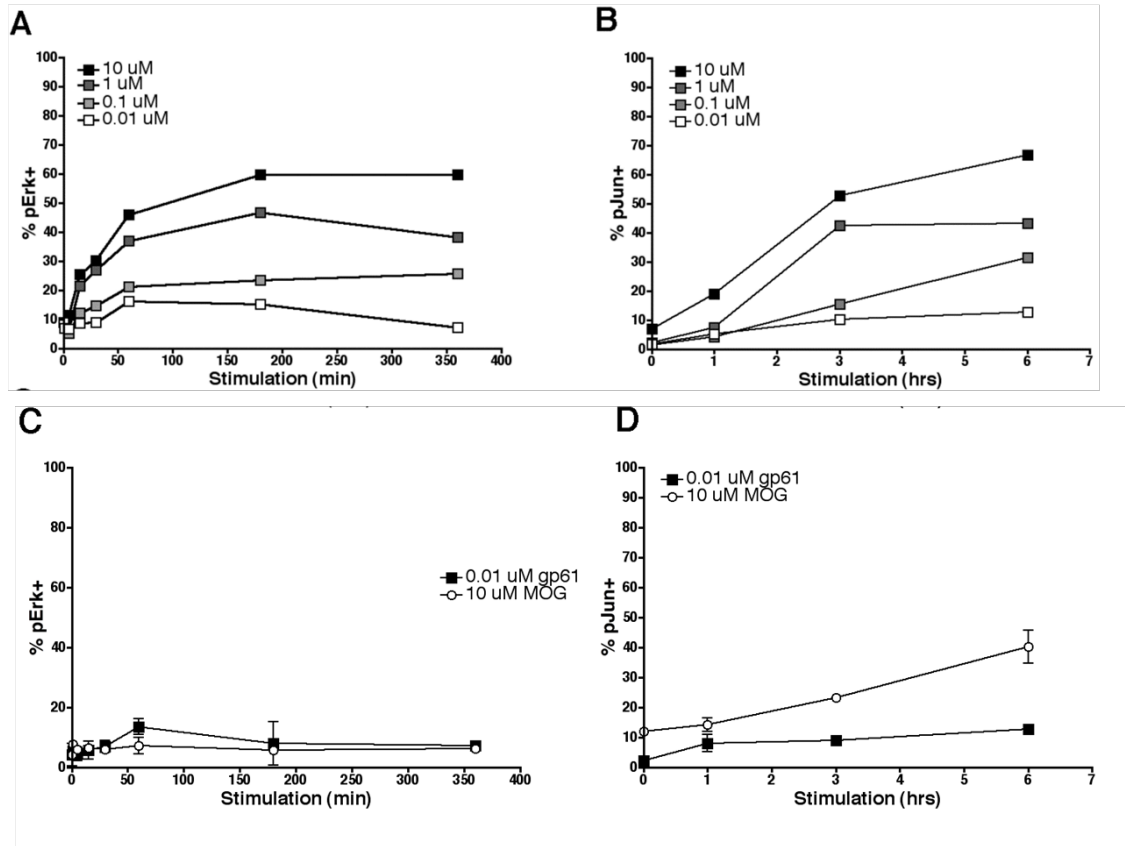 A
100
90
80
70
60
50
40
30
20
10
0
% pErk+
10 uM
1 uM
0.1 uM
0.01 uM
0 50 100 150 200 250 300 350 400
Stimulation (min)
B
100
90
80
70
60
50
40
30
20
10
0
% pJun+
10 uM
1 uM
0.1 uM
0.01 uM
0 1 2 3 4 5 6 7
Stimulation (hrs)
C
100
80
60
40
20
0
% pErk+
0.01 uM gp61
10 uM MOG
0 50 100 150 200 250 300 350 400
Stimulation (min)
D
100
90
80
70
60
50
40
30
20
10
0
% pJun+
0.01 uM gp61
10 uM MOG
0 1 2 3 4 5 6 7
Stimulation (hrs)